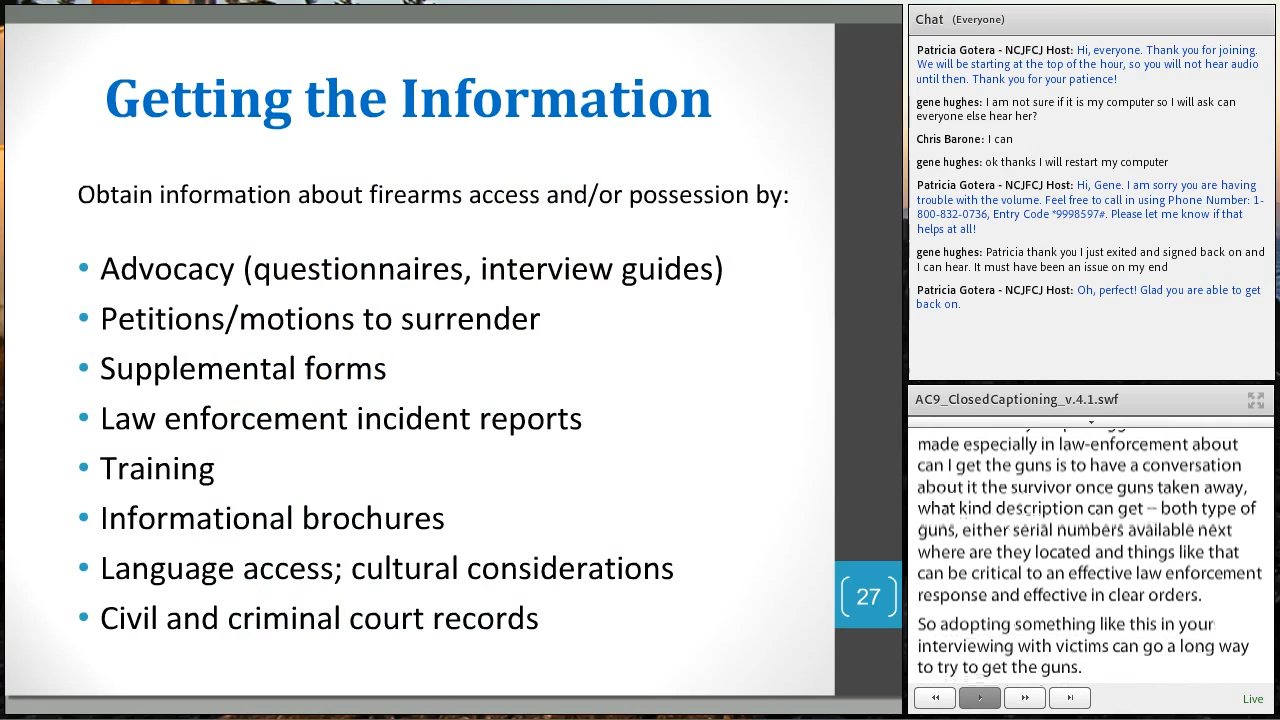 Getting the Information
Obtain information about firearms access and/or possession by:
• Advocacy (questionnaires, interview guides)
• Petitions/motions to surrender
• Supplemental forms
• Law enforcement incident reports
• Training
• Informational brochures
• Language access; cultural considerations
• Civil and criminal court records
27
Chat (Everyone)
Patricia Gotera - NCJFCJ Host: Hi, everyone. Thank you for joining.
We will be starting at the top of the hour, so you will not hear audio
until then. Thank you for your patience!
gene hughes: I am not sure if it is my computer so I will ask can
everyone else hear her?
Chris Barone: I can
gene hughes: ok thanks I will restart my computer
Patricia Gotera - NCJFCJ Host: Hi, Gene. I am sorry you are having
trouble with the volume. Feel free to call in using Phone Number: 1-
800-832-0736, Entry Code *9998597#. Please let me know if that
helps at all!
gene hughes: Patricia thank you I just exited and signed back on and
I can hear. It must have been an issue on my end
Patricia Gotera - NCJFCJ Host: Oh, perfect! Glad you are able to get
back on.
AC9_ClosedCaptioning_v.4.1.swf
made especially in law-enforcement about
can I get the guns is to have a conversation
about it the survivor once guns taken away,
what kind description can get -- both type of
guns, either serial numbers available next
where are they located and things like that
can be critical to an effective law enforcement
response and effective in clear orders.
So adopting something like this in your
interviewing with victims can go a long way
to try to get the guns.
Live